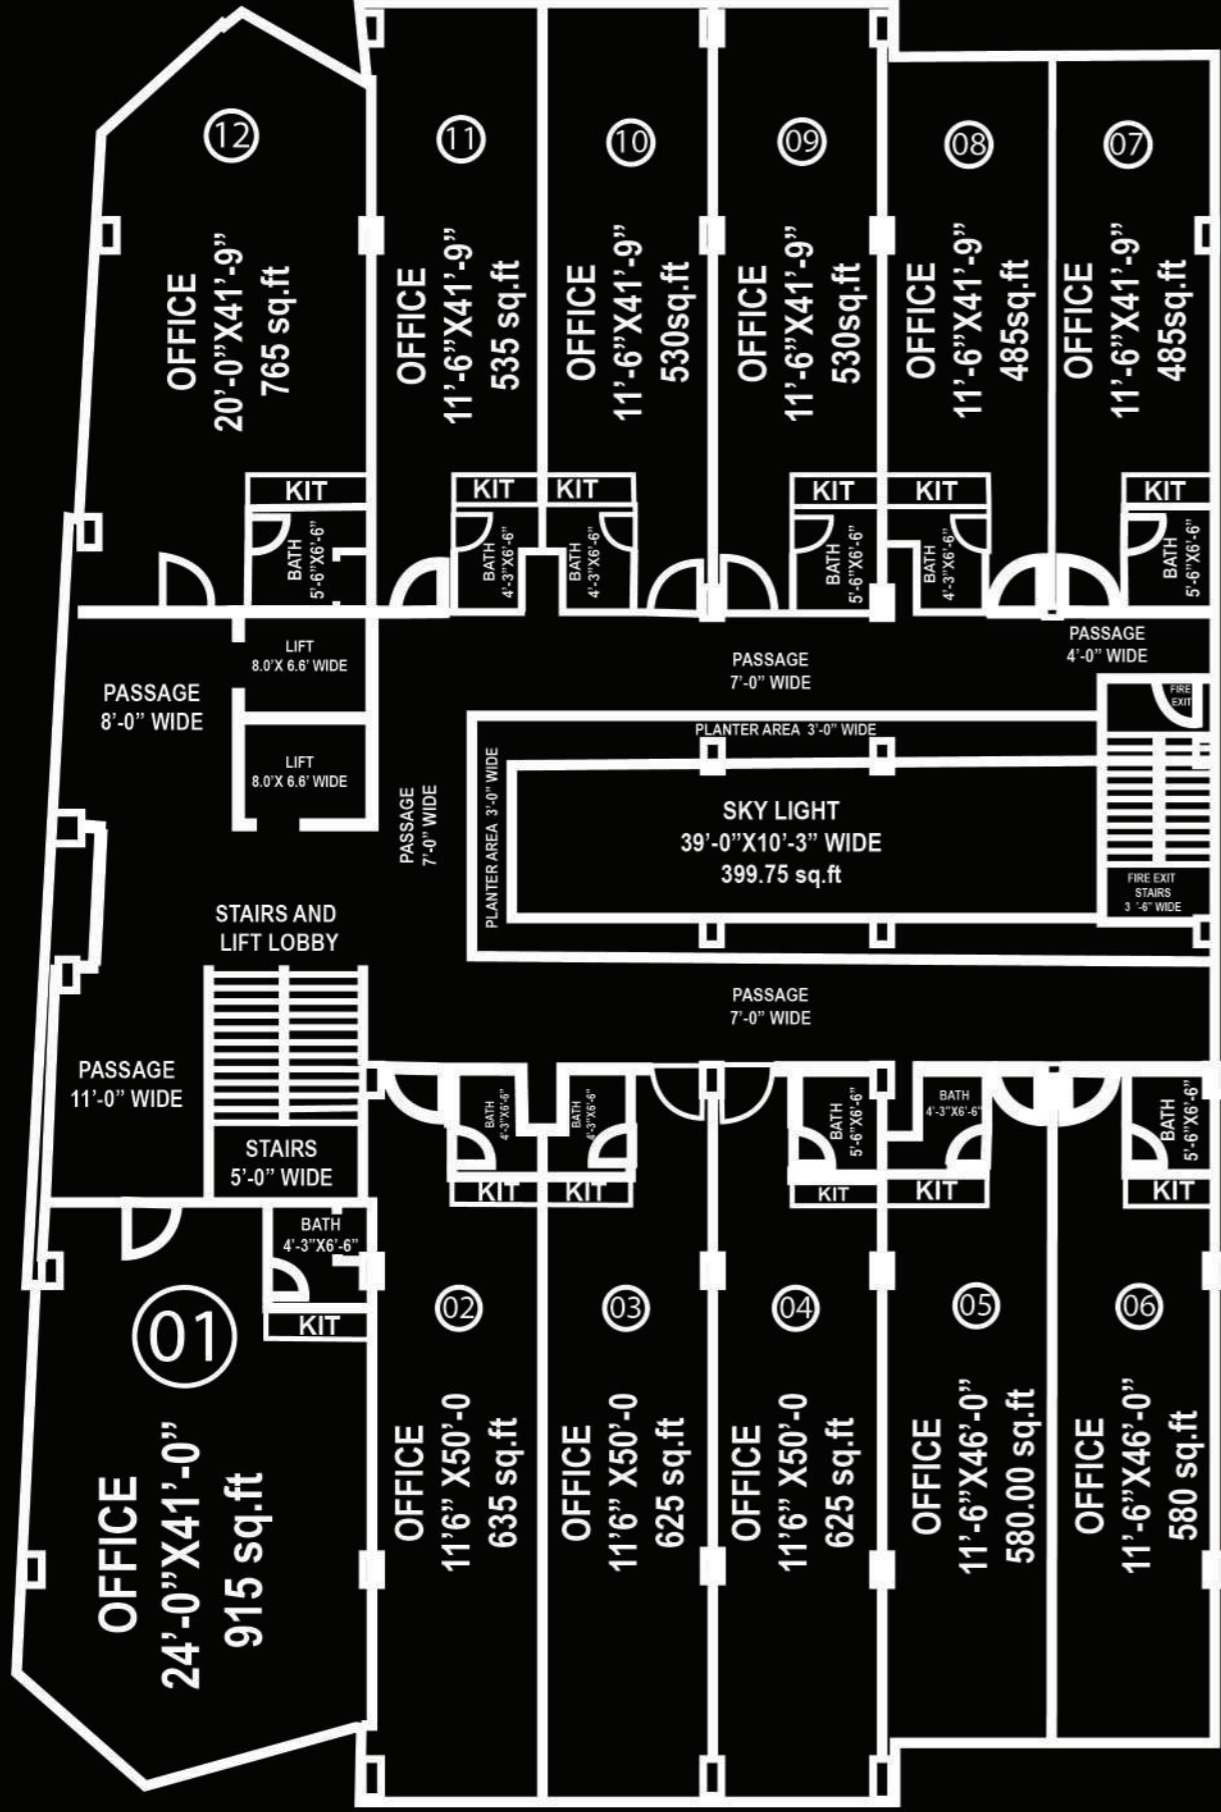 12
OFFICE
20’-0”X41’-9”
765 sq.ft
KIT
BATH
5’-6”X6’-6”
11
OFFICE
11’-6”X41’-9”
535 sq.ft
KIT
BATH
4’-3”X6’-6”
10
OFFICE
11’-6”X41’-9”
530sq.ft
KIT
BATH
4’-3”X6’-6”
09
OFFICE
11’-6”X41’-9”
530sq.ft
KIT
BATH
5’-6”X6’-6”
08
OFFICE
11’-6”X41’-9”
485sq.ft
KIT
BATH
4’-3”X6’-6”
07
OFFICE
11’-6”X41’-9”
485sq.ft
KIT
BATH
5’-6”X6’-6”
LIFT
8.0’X 6.6’ WIDE
PASSAGE
8’-0” WIDE
LIFT
8.0’X 6.6’ WIDE
PASSAGE
7’-0” WIDE
PASSAGE
7’-0” WIDE
PASSAGE
4’-0” WIDE
FIRE
EXIT
PLANTER AREA 3’-0” WIDE
PLANTER AREA 3’-0” WIDE
SKY LIGHT
39’-0”X10’-3” WIDE
399.75 sq.ft
FIRE EXIT
STAIRS
3 ’-6” WIDE
STAIRS AND
LIFT LOBBY
PASSAGE
7’-0” WIDE
PASSAGE
11’-0” WIDE
STAIRS
5’-0” WIDE
BATH
4’-3”X6’-6”
KIT
01
OFFICE
24’-0”X41’-0”
915 sq.ft
BATH
4’-3”X6’-6”
KIT
02
OFFICE
11’6” X50’-0
635 sq.ft
BATH
4’-3”X6’-6”
KIT
03
OFFICE
11’6” X50’-0
625 sq.ft
BATH
5’-6”X6’-6”
KIT
04
OFFICE
11’6” X50’-0
625 sq.ft
BATH
4’-3”X6’-6”
KIT
05
OFFICE
11’-6”X46’-0”
580.00 sq.ft
BATH
5’-6”X6’-6”
KIT
06
OFFICE
11’-6”X46’-0”
580 sq.ft